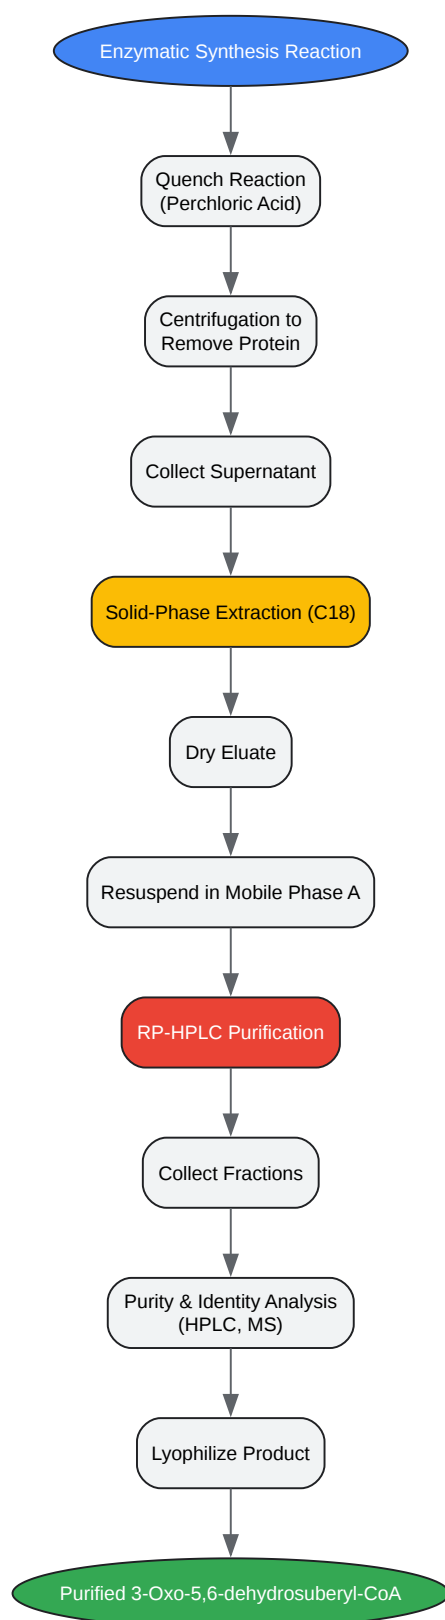 Enzymatic Synthesis Reaction
Quench Reaction
(Perchloric Acid)
Centrifugation to
Remove Protein
Collect Supernatant
Solid-Phase Extraction (C18)
Dry Eluate
Resuspend in Mobile Phase A
RP-HPLC Purification
Collect Fractions
Purity & Identity Analysis
(HPLC, MS)
Lyophilize Product
Purified 3-Oxo-5,6-dehydrosuberyl-CoA